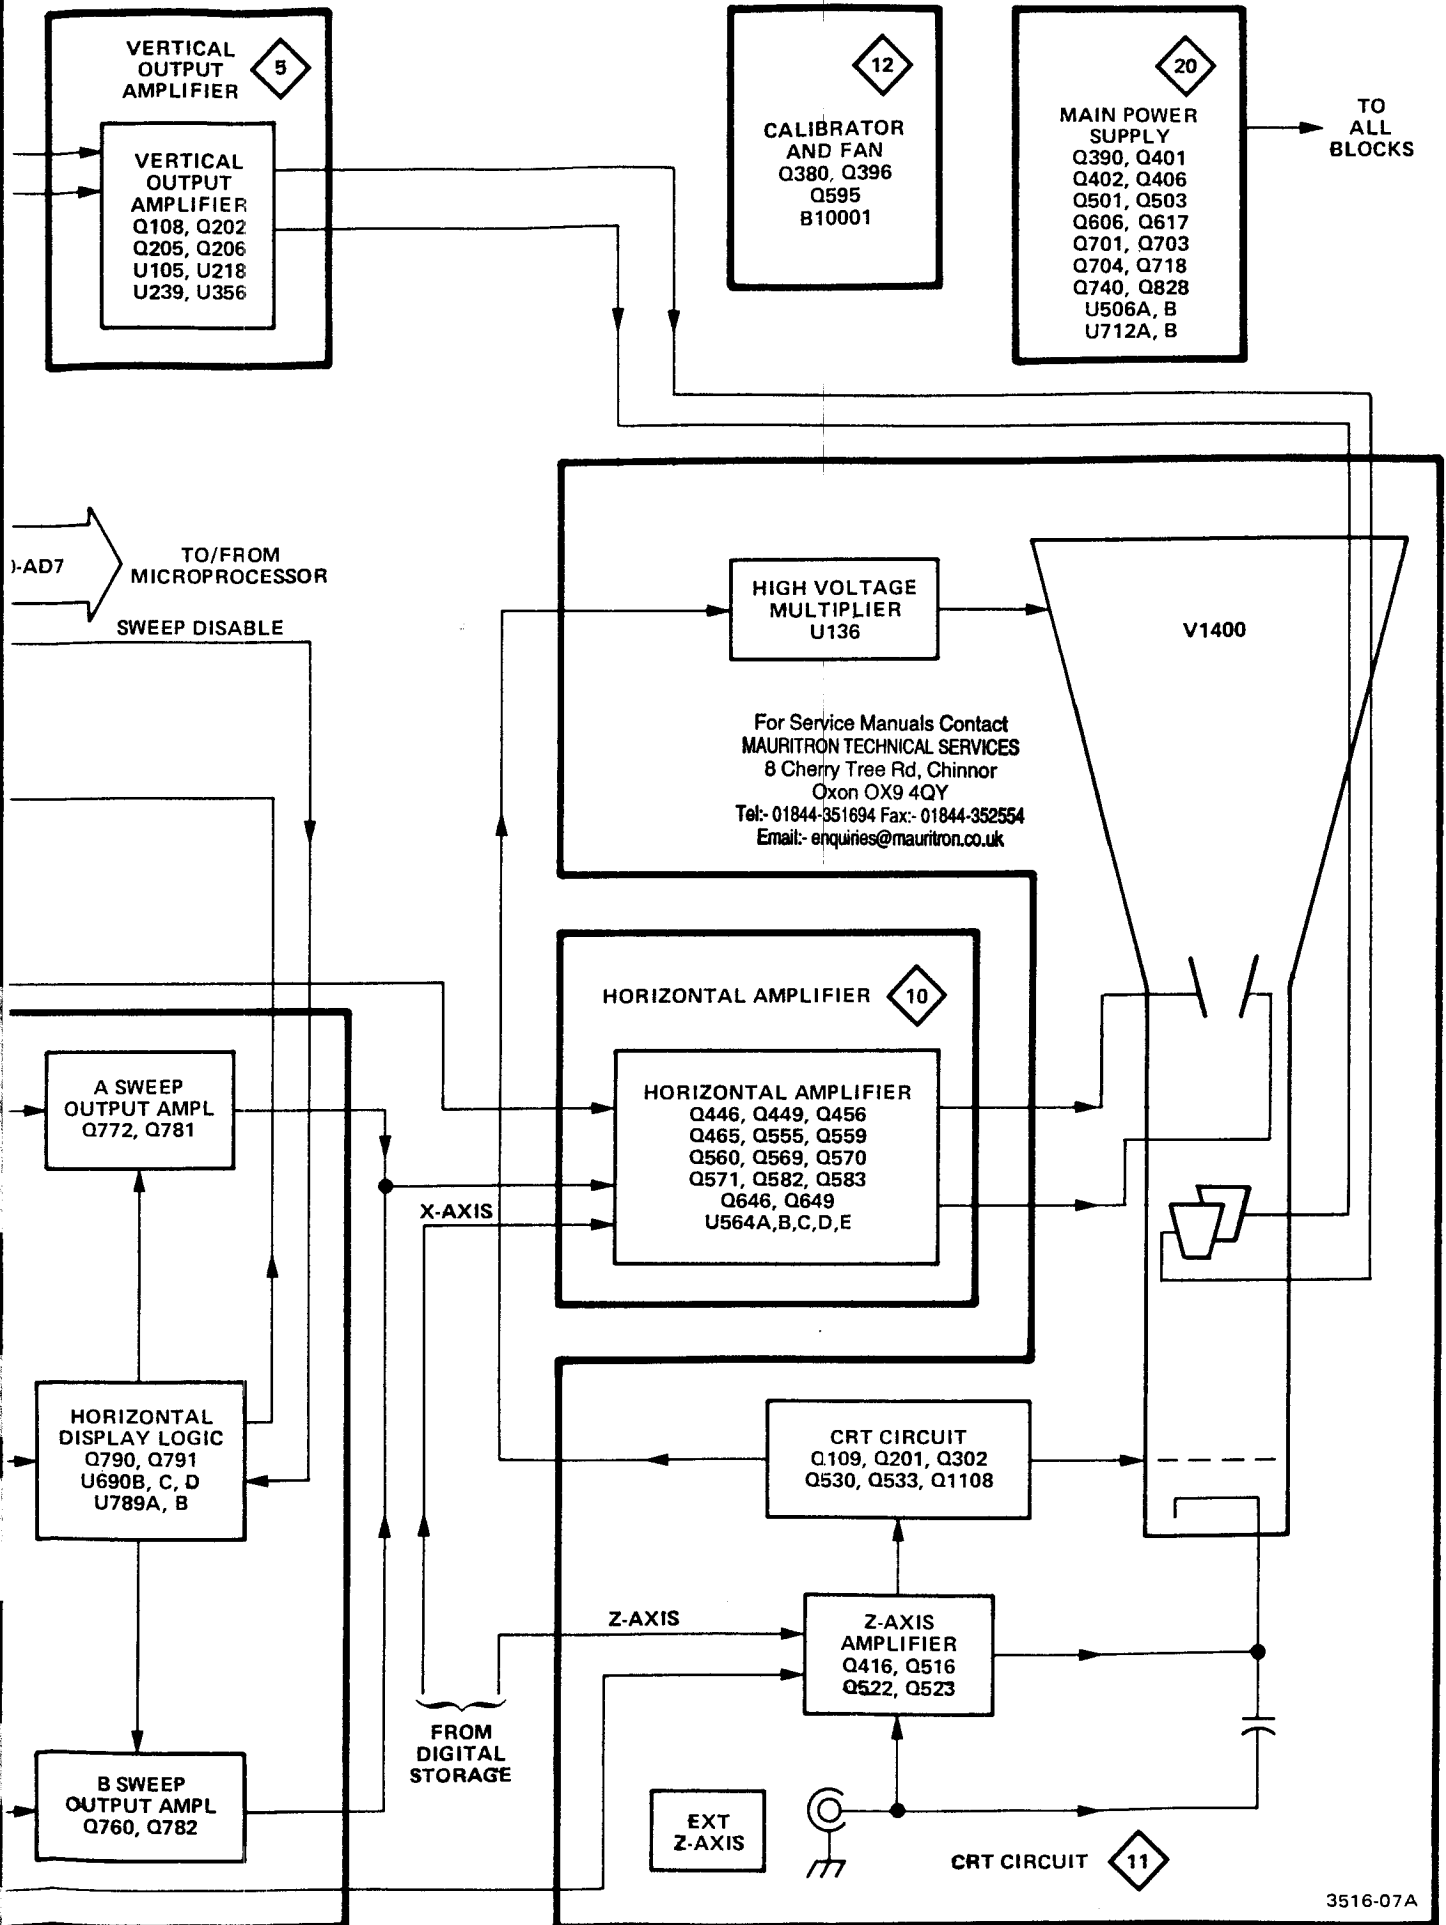 VERTICAL
OUTPUT
AMPLIFIER
5
VERTICAL
OUTPUT
AMPLIFIER
Q108, Q202
Q205, Q206
U105, U218
U239, U356
12
CALIBRATOR
AND FAN
Q380, Q396
Q595
B10001
20
MAIN POWER
SUPPLY
Q390, Q401
Q402, Q406
Q501, Q503
Q606, Q617
Q701, Q703
Q704, Q718
Q740, Q828
U506A, B
U712A, B
TO
ALL
BLOCKS
-AD7
TO/FROM
MICROPROCESSOR
SWEEP DISABLE
HIGH VOLTAGE
MULTIPLIER
U136
V1400
For Service Manuals Contact
MAURITRON TECHNICAL SERVICES
8 Cherry Tree Rd, Chinnor
Oxon OX9 4QY
Tel:- 01844-351694 Fax:- 01844-352554
Email:- enquiries@mauritron.co.uk
HORIZONTAL AMPLIFIER
10
HORIZONTAL AMPLIFIER
Q446, Q449, Q456
Q465, Q555, Q559
Q560, Q569, Q570
Q571, Q582, Q583
Q646, Q649
U564A,B,C,D,E
A SWEEP
OUTPUT AMPL
Q772, Q781
X-AXIS
HORIZONTAL
DISPLAY LOGIC
Q790, Q791
U690B, C, D
U789A, B
CRT CIRCUIT
Q109, Q201, Q302
Q530, Q533, Q1108
Z-AXIS
Z-AXIS
AMPLIFIER
Q416, Q516
Q522, Q523
FROM
DIGITAL
STORAGE
B SWEEP
OUTPUT AMPL
Q760, Q782
EXT
Z-AXIS
CRT CIRCUIT
11
3516-07A